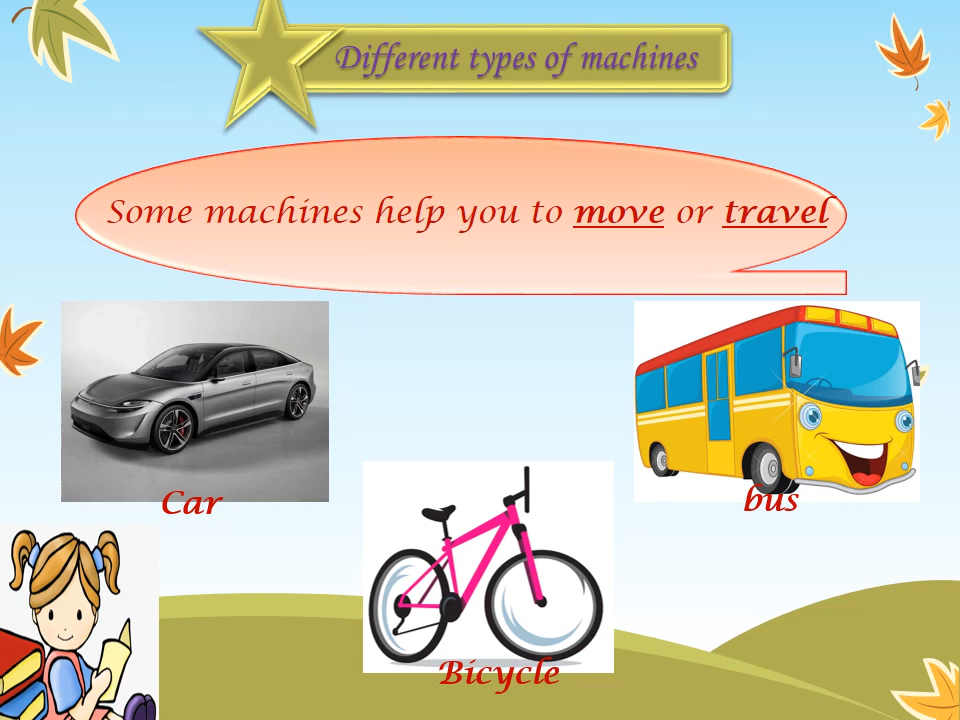 Different types of machines
Some machines help you to move or travel
Car
bus
Bicycle